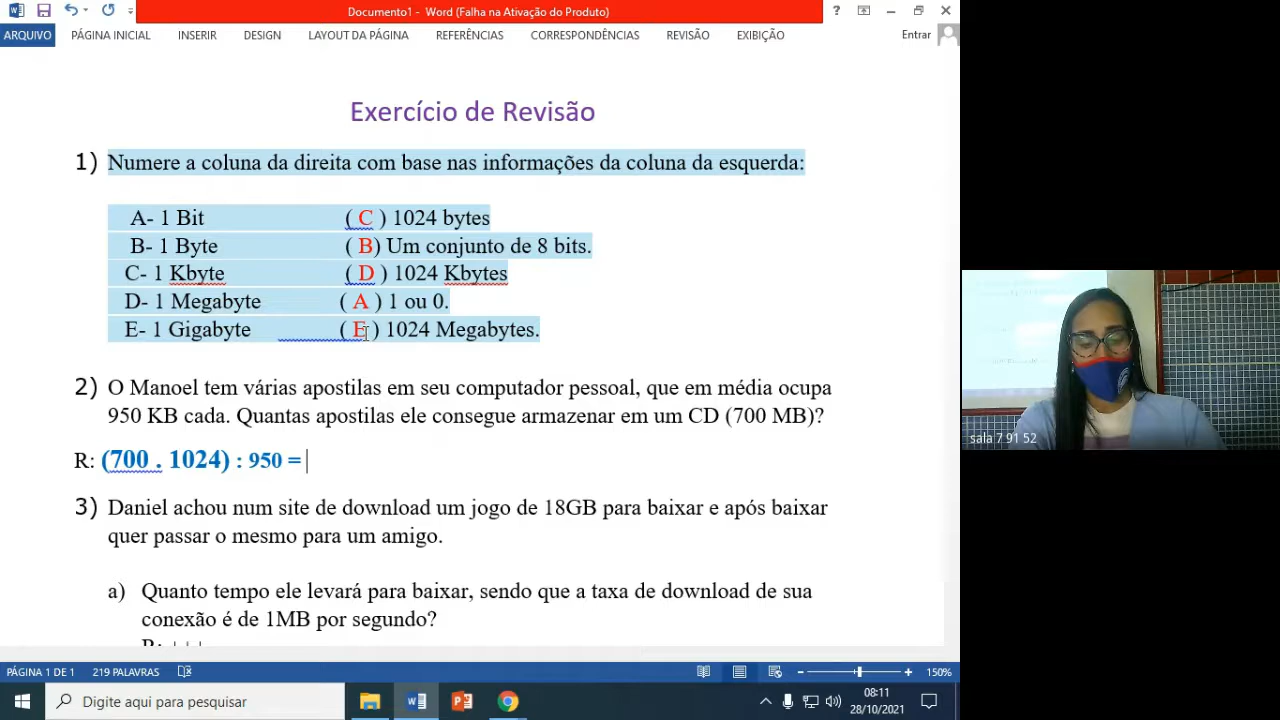 Documento1 - Word (Falha na Ativação do Produto)
ARQUIVO PÁGINA INICIAL INSERIR DESIGN LAYOUT DA PÁGINA REFERÊNCIAS CORRESPONDÊNCIAS REVISÃO EXIBIÇÃO Entrar
Exercício de Revisão
1) Numere a coluna da direita com base nas informações da coluna da esquerda:
A- 1 Bit ( C ) 1024 bytes
B- 1 Byte ( B) Um conjunto de 8 bits.
C- 1 Kbyte ( D ) 1024 Kbytes
D- 1 Megabyte ( A ) 1 ou 0.
E- 1 Gigabyte ( E ) 1024 Megabytes.
2) O Manoel tem várias apostilas em seu computador pessoal, que em média ocupa
950 KB cada. Quantas apostilas ele consegue armazenar em um CD (700 MB)?
R: (700 . 1024) : 950 =
3) Daniel achou num site de download um jogo de 18GB para baixar e após baixar
quer passar o mesmo para um amigo.
a) Quanto tempo ele levará para baixar, sendo que a taxa de download de sua
conexão é de 1MB por segundo?
sala 7 91 52
PÁGINA 1 DE 1 219 PALAVRAS 150%
Digite aqui para pesquisar
08:11
28/10/2021